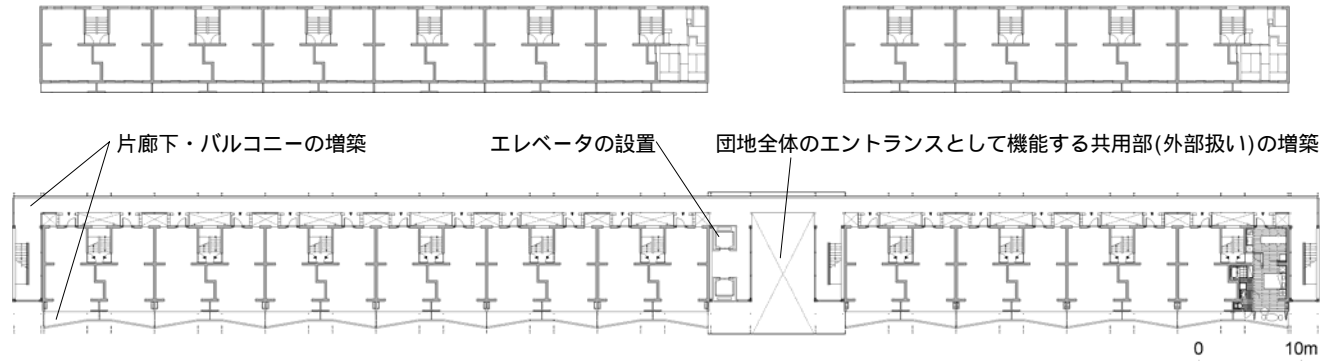 片廊下・バルコニーの増築
エレベータの設置
団地全体のエントランスとして機能する共用部(外部扱い)の増築
0 10m